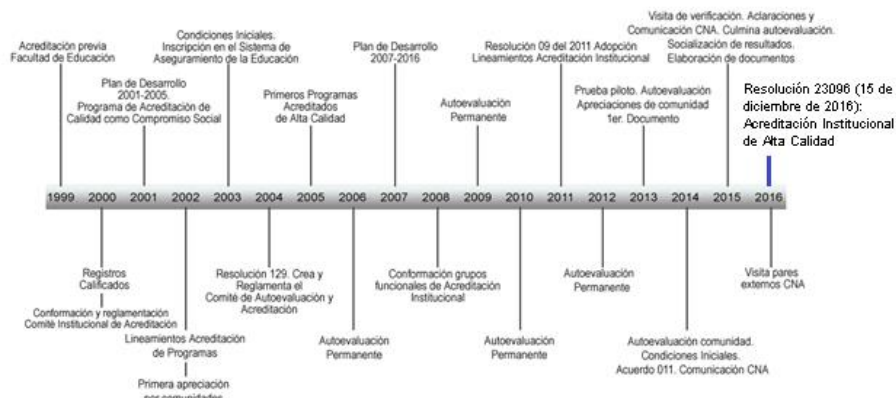 Acreditación previa
Facultad de Educación
Plan de Desarrollo
2001-2005.
Programa de Acreditación de
Calidad como Compromiso Social
Condiciones Iniciales.
Inscripción en el Sistema de
Aseguramiento de la Educación
Primeros Programas
Acreditados
de Alta Calidad
Plan de Desarrollo
2007-2016
Autoevaluación
Permanente
Resolución 09 del 2011 Adopción
Lineamientos Acreditación Institucional
Prueba piloto. Autoevaluación
Apreciaciones de comunidad
1er. Documento
Visita de verificación. Aclaraciones y
Comunicación CNA. Culmina autoevaluación.
Socialización de resultados.
Elaboración de documentos
Resolución 23096 (15 de
diciembre de 2016):
Acreditación Institucional
de Alta Calidad
1999 2000 2001 2002 2003 2004 2005 2006 2007 2008 2009 2010 2011 2012 2013 2014 2015 2016
Registros
Calificados
Conformación y reglamentación
Comité Institucional de Acreditación
Lineamientos Acreditación
de Programas
Primera apreciación
por comunidades
Resolución 129. Crea y
Reglamenta el
Comité de Autoevaluación y
Acreditación
Autoevaluación
Permanente
Conformación grupos
funcionales de Acreditación
Institucional
Autoevaluación
Permanente
Autoevaluación
Permanente
Autoevaluación comunidad.
Condiciones Iniciales.
Acuerdo 011. Comunicación CNA
Visita pares
externos CNA